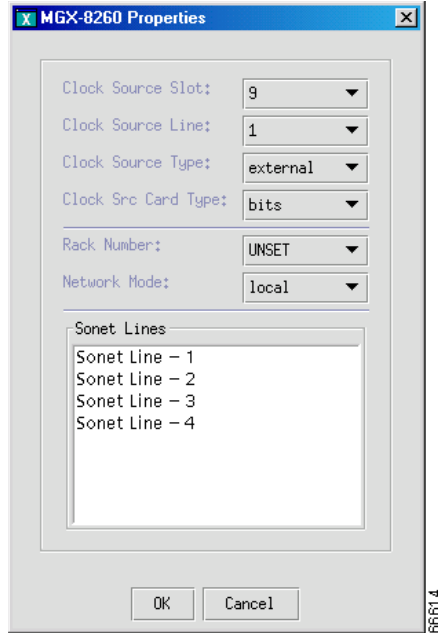 X MGX-8260 Properties
Clock Source Slot: 9
Clock Source Line: 1
Clock Source Type: external
Clock Src Card Type: bits
Rack Number: UNSET
Network Mode: local
Sonet Lines
Sonet Line – 1
Sonet Line – 2
Sonet Line – 3
Sonet Line – 4
OK Cancel
66614